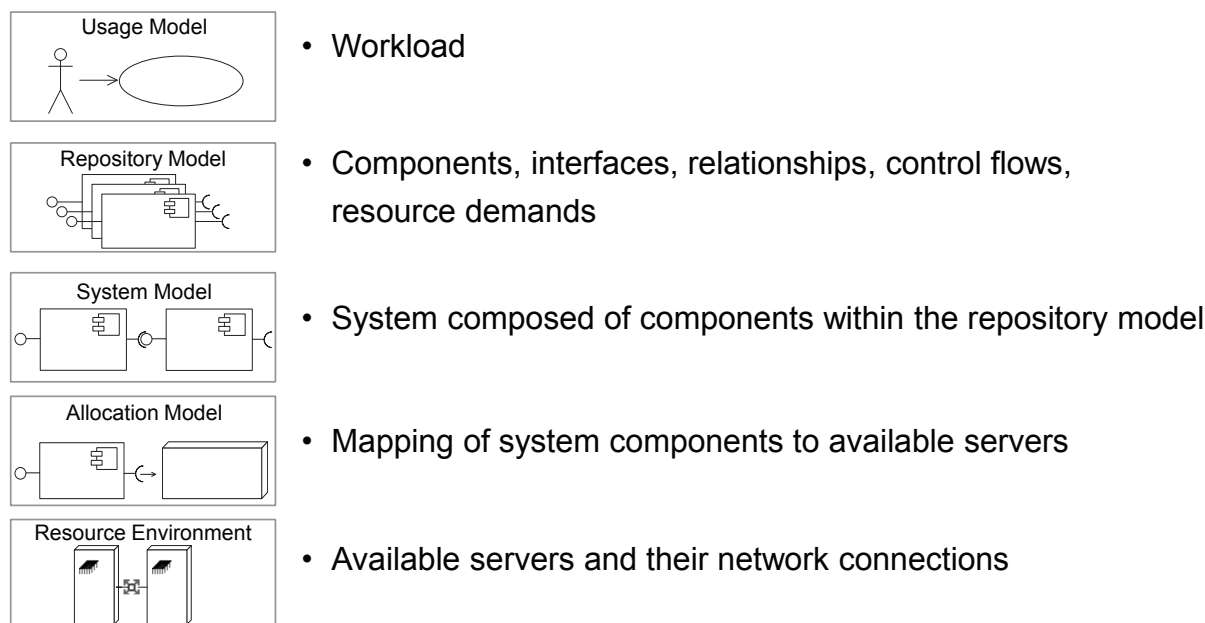 Usage Model
• Workload
Repository Model
• Components, interfaces, relationships, control flows,
resource demands
System Model
• System composed of components within the repository model
Allocation Model
• Mapping of system components to available servers
Resource Environment
• Available servers and their network connections